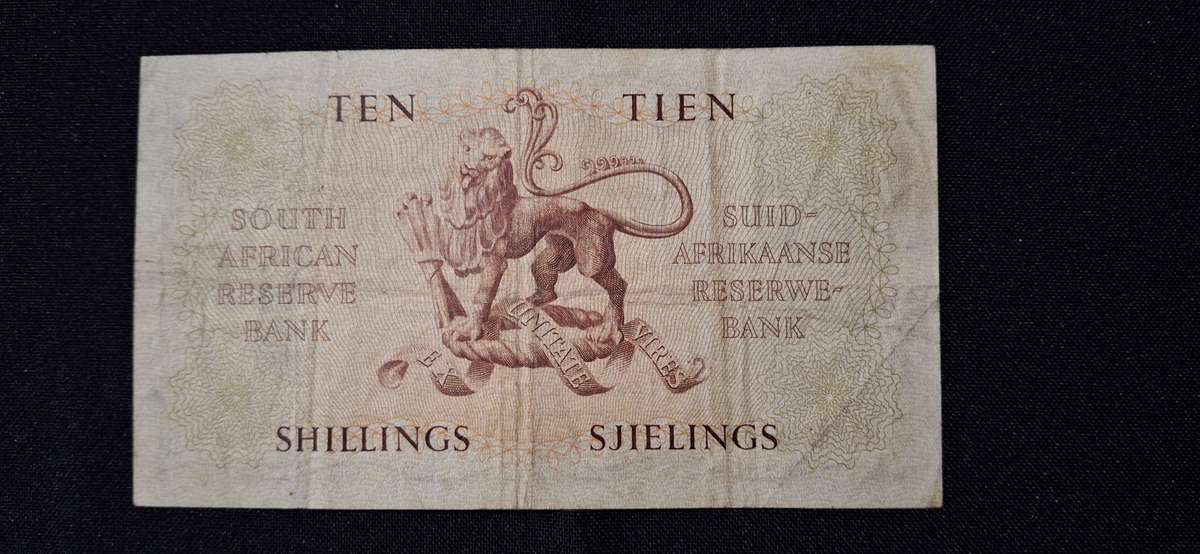 TEN TIEN
SOUTH
AFRICAN
RESERVE
BANK
SUID-
AFRIKAANSE
RESERWE-
BANK
EX UNITATE VIRES
SHILLINGS SJIELINGS